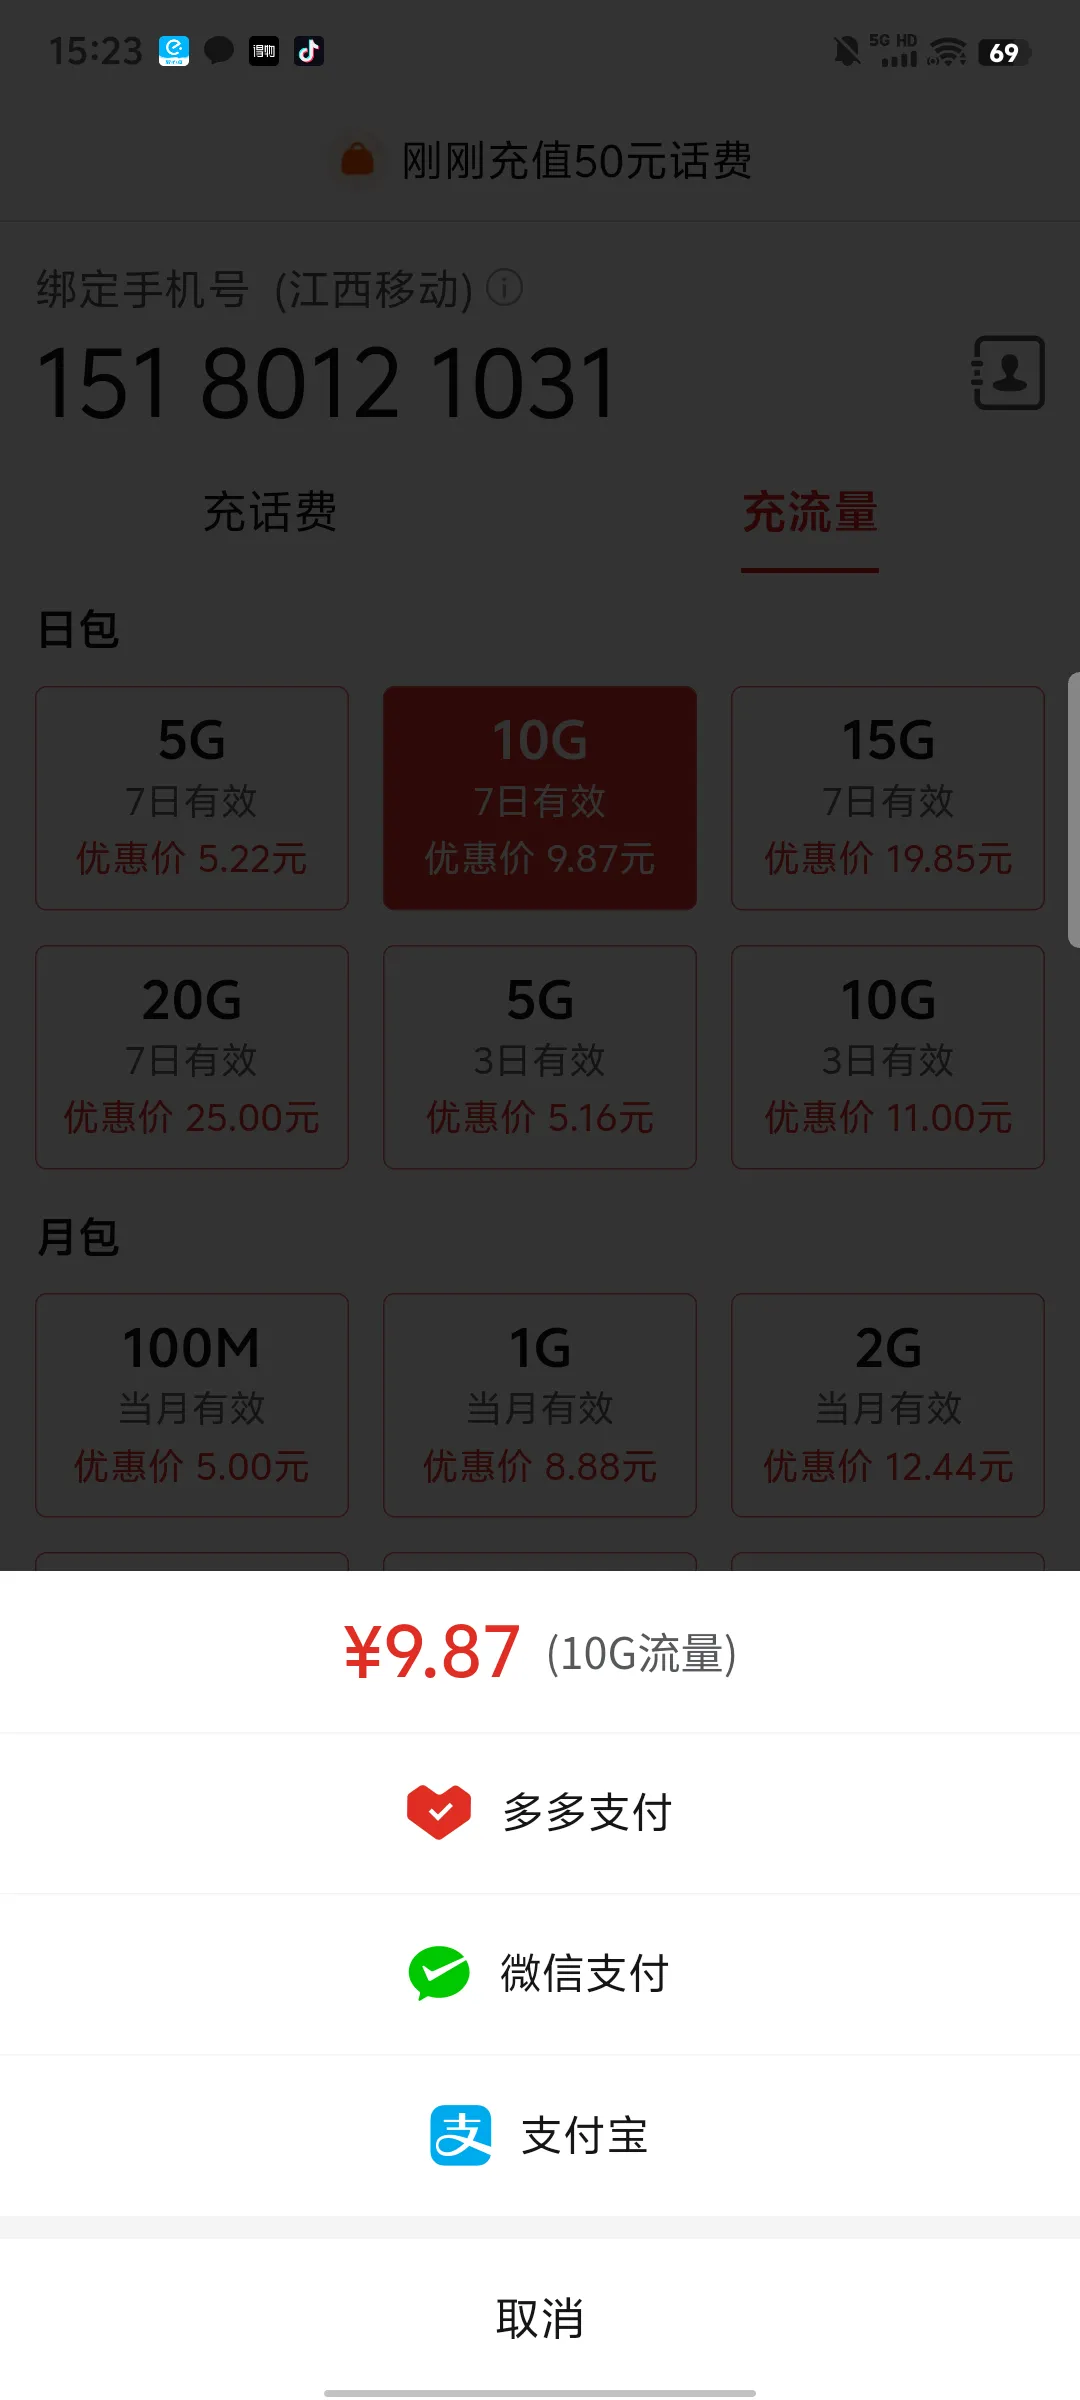 15:23 得物 5G HD 69
刚刚充值50元话费
绑定手机号 (江西移动)
151 8012 1031
充话费 充流量
日包
5G 10G 15G
7日有效 7日有效 7日有效
优惠价 5.22元 优惠价 9.87元 优惠价 19.85元
20G 5G 10G
7日有效 3日有效 3日有效
优惠价 25.00元 优惠价 5.16元 优惠价 11.00元
月包
100M 1G 2G
当月有效 当月有效 当月有效
优惠价 5.00元 优惠价 8.88元 优惠价 12.44元
¥9.87 (10G流量)
多多支付
微信支付
支付宝
取消